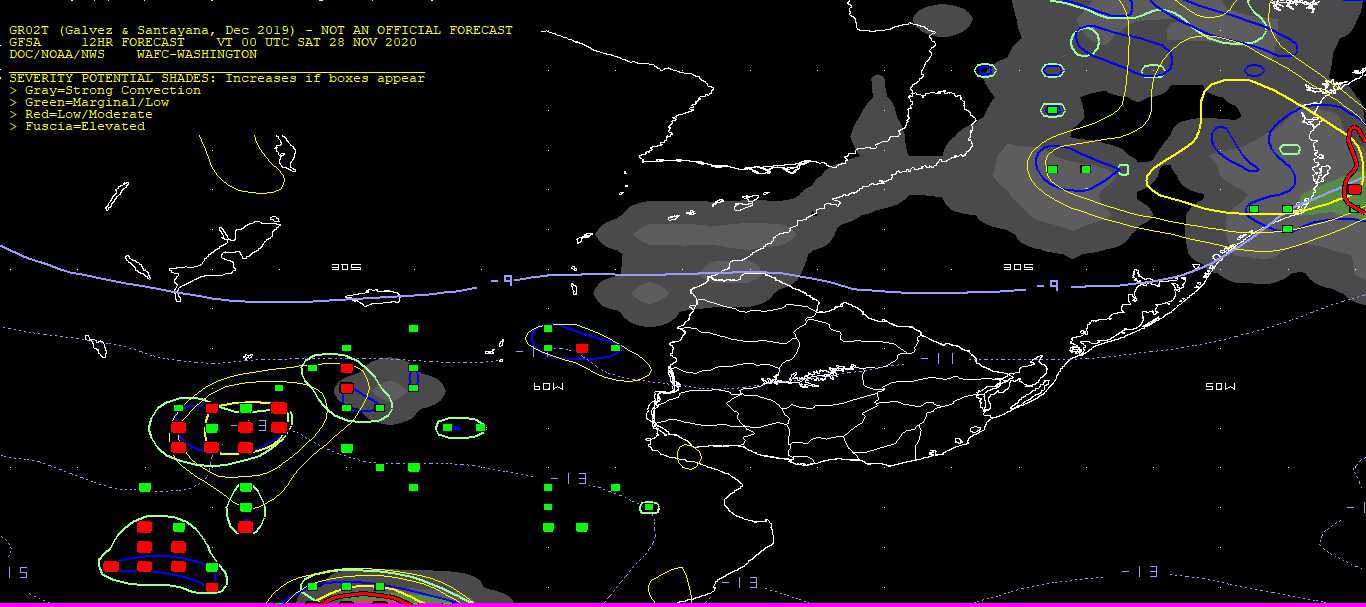 GR02T (Galvez & Santayana, Dec 2019) - NOT AN OFFICIAL FORECAST
GFSA 12HR FORECAST VT 00 UTC SAT 28 NOV 2020
DOC/NOAA/NWS WAFC-WASHINGTON
SEVERITY POTENTIAL SHADES: Increases if boxes appear
> Gray=Strong Convection
> Green=Marginal/Low
> Red=Low/Moderate
> Fuscia=Elevated
30S
30S
-9
-9
-11
60W
50W
-13
15
-13
-13